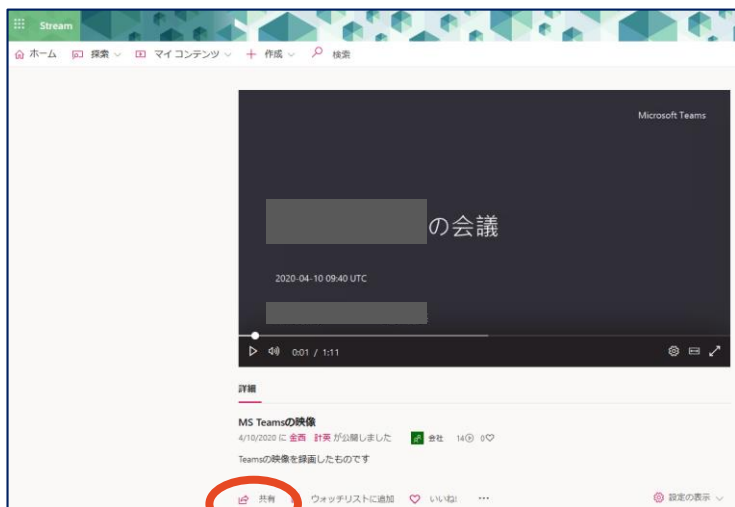 Stream
ホーム 探索 マイ コンテンツ 作成 検索
Microsoft Teams
の会議
2020-04-10 09:40 UTC
0:01 / 1:11
詳細
MS Teamsの映像
4/10/2020 に 金西 計英 が公開しました 会社 14 0
Teamsの映像を録画したものです
共有 ウォッチリストに追加 いいね! ... 設定の表示